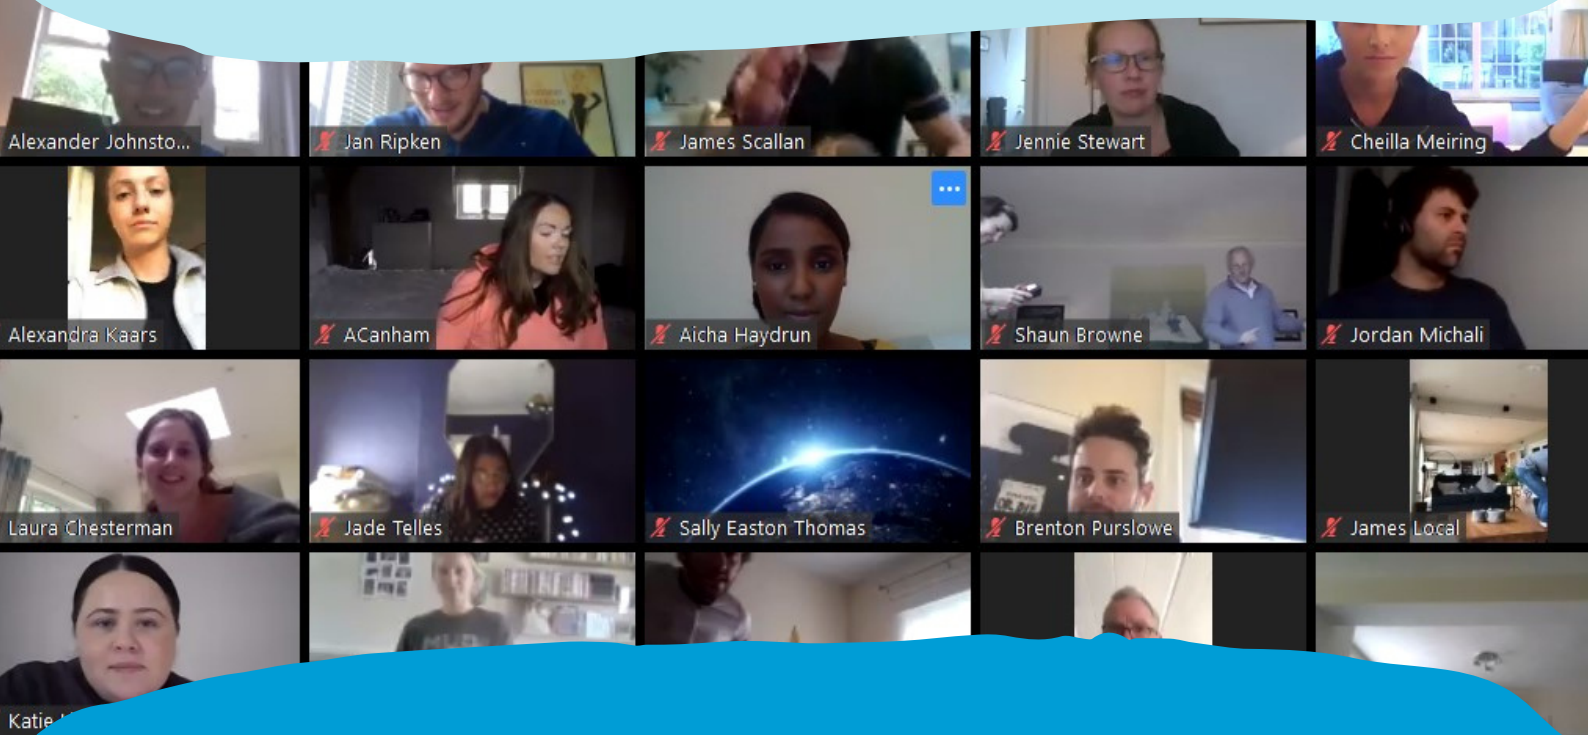 Alexander Johnsto...
Jan Ripken
James Scallan
Jennie Stewart
Cheilla Meiring
Alexandra Kaars
ACanham
Aicha Haydrun
Shaun Browne
Jordan Michali
Laura Chesterman
Jade Telles
Sally Easton Thomas
Brenton Purslowe
James Local
Katie